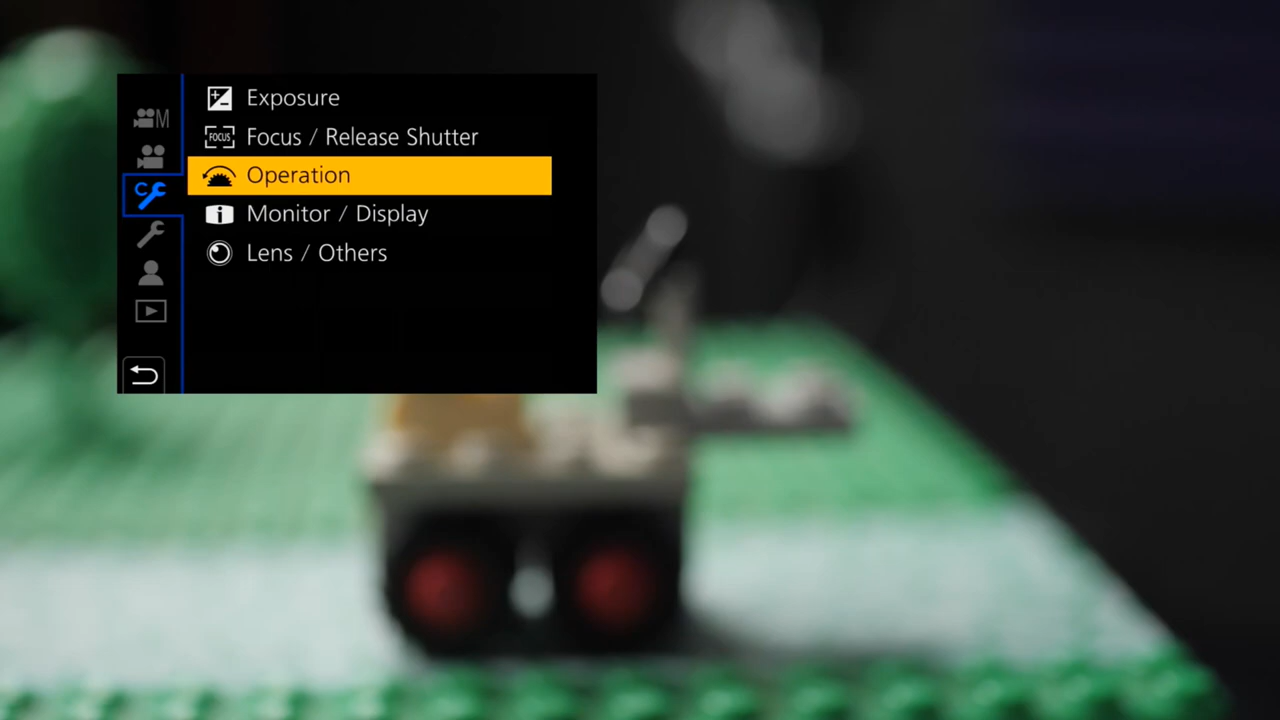 M
C
Exposure
FOCUS
Focus / Release Shutter
Operation
Monitor / Display
Lens / Others